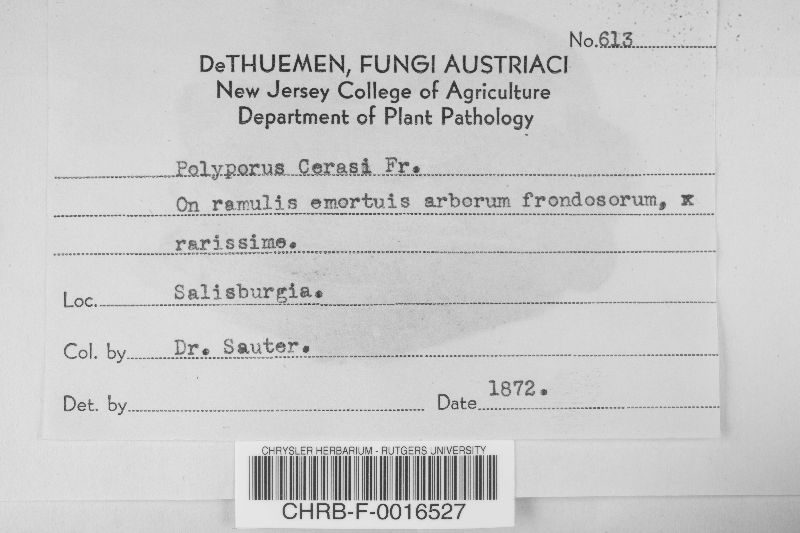 No. 613
DeTHUEMEN, FUNGI AUSTRIACI
New Jersey College of Agriculture
Department of Plant Pathology
Polyporus Cerasi Fr.
On ramulis emortuis arborum frondosorum, x
rarissime.
Loc. Salisburgia.
Col. by Dr. Sauter.
Det. by
Date 1872.
CHRYSLER HERBARIUM - RUTGERS UNIVERSITY
CHRB-F-0016527